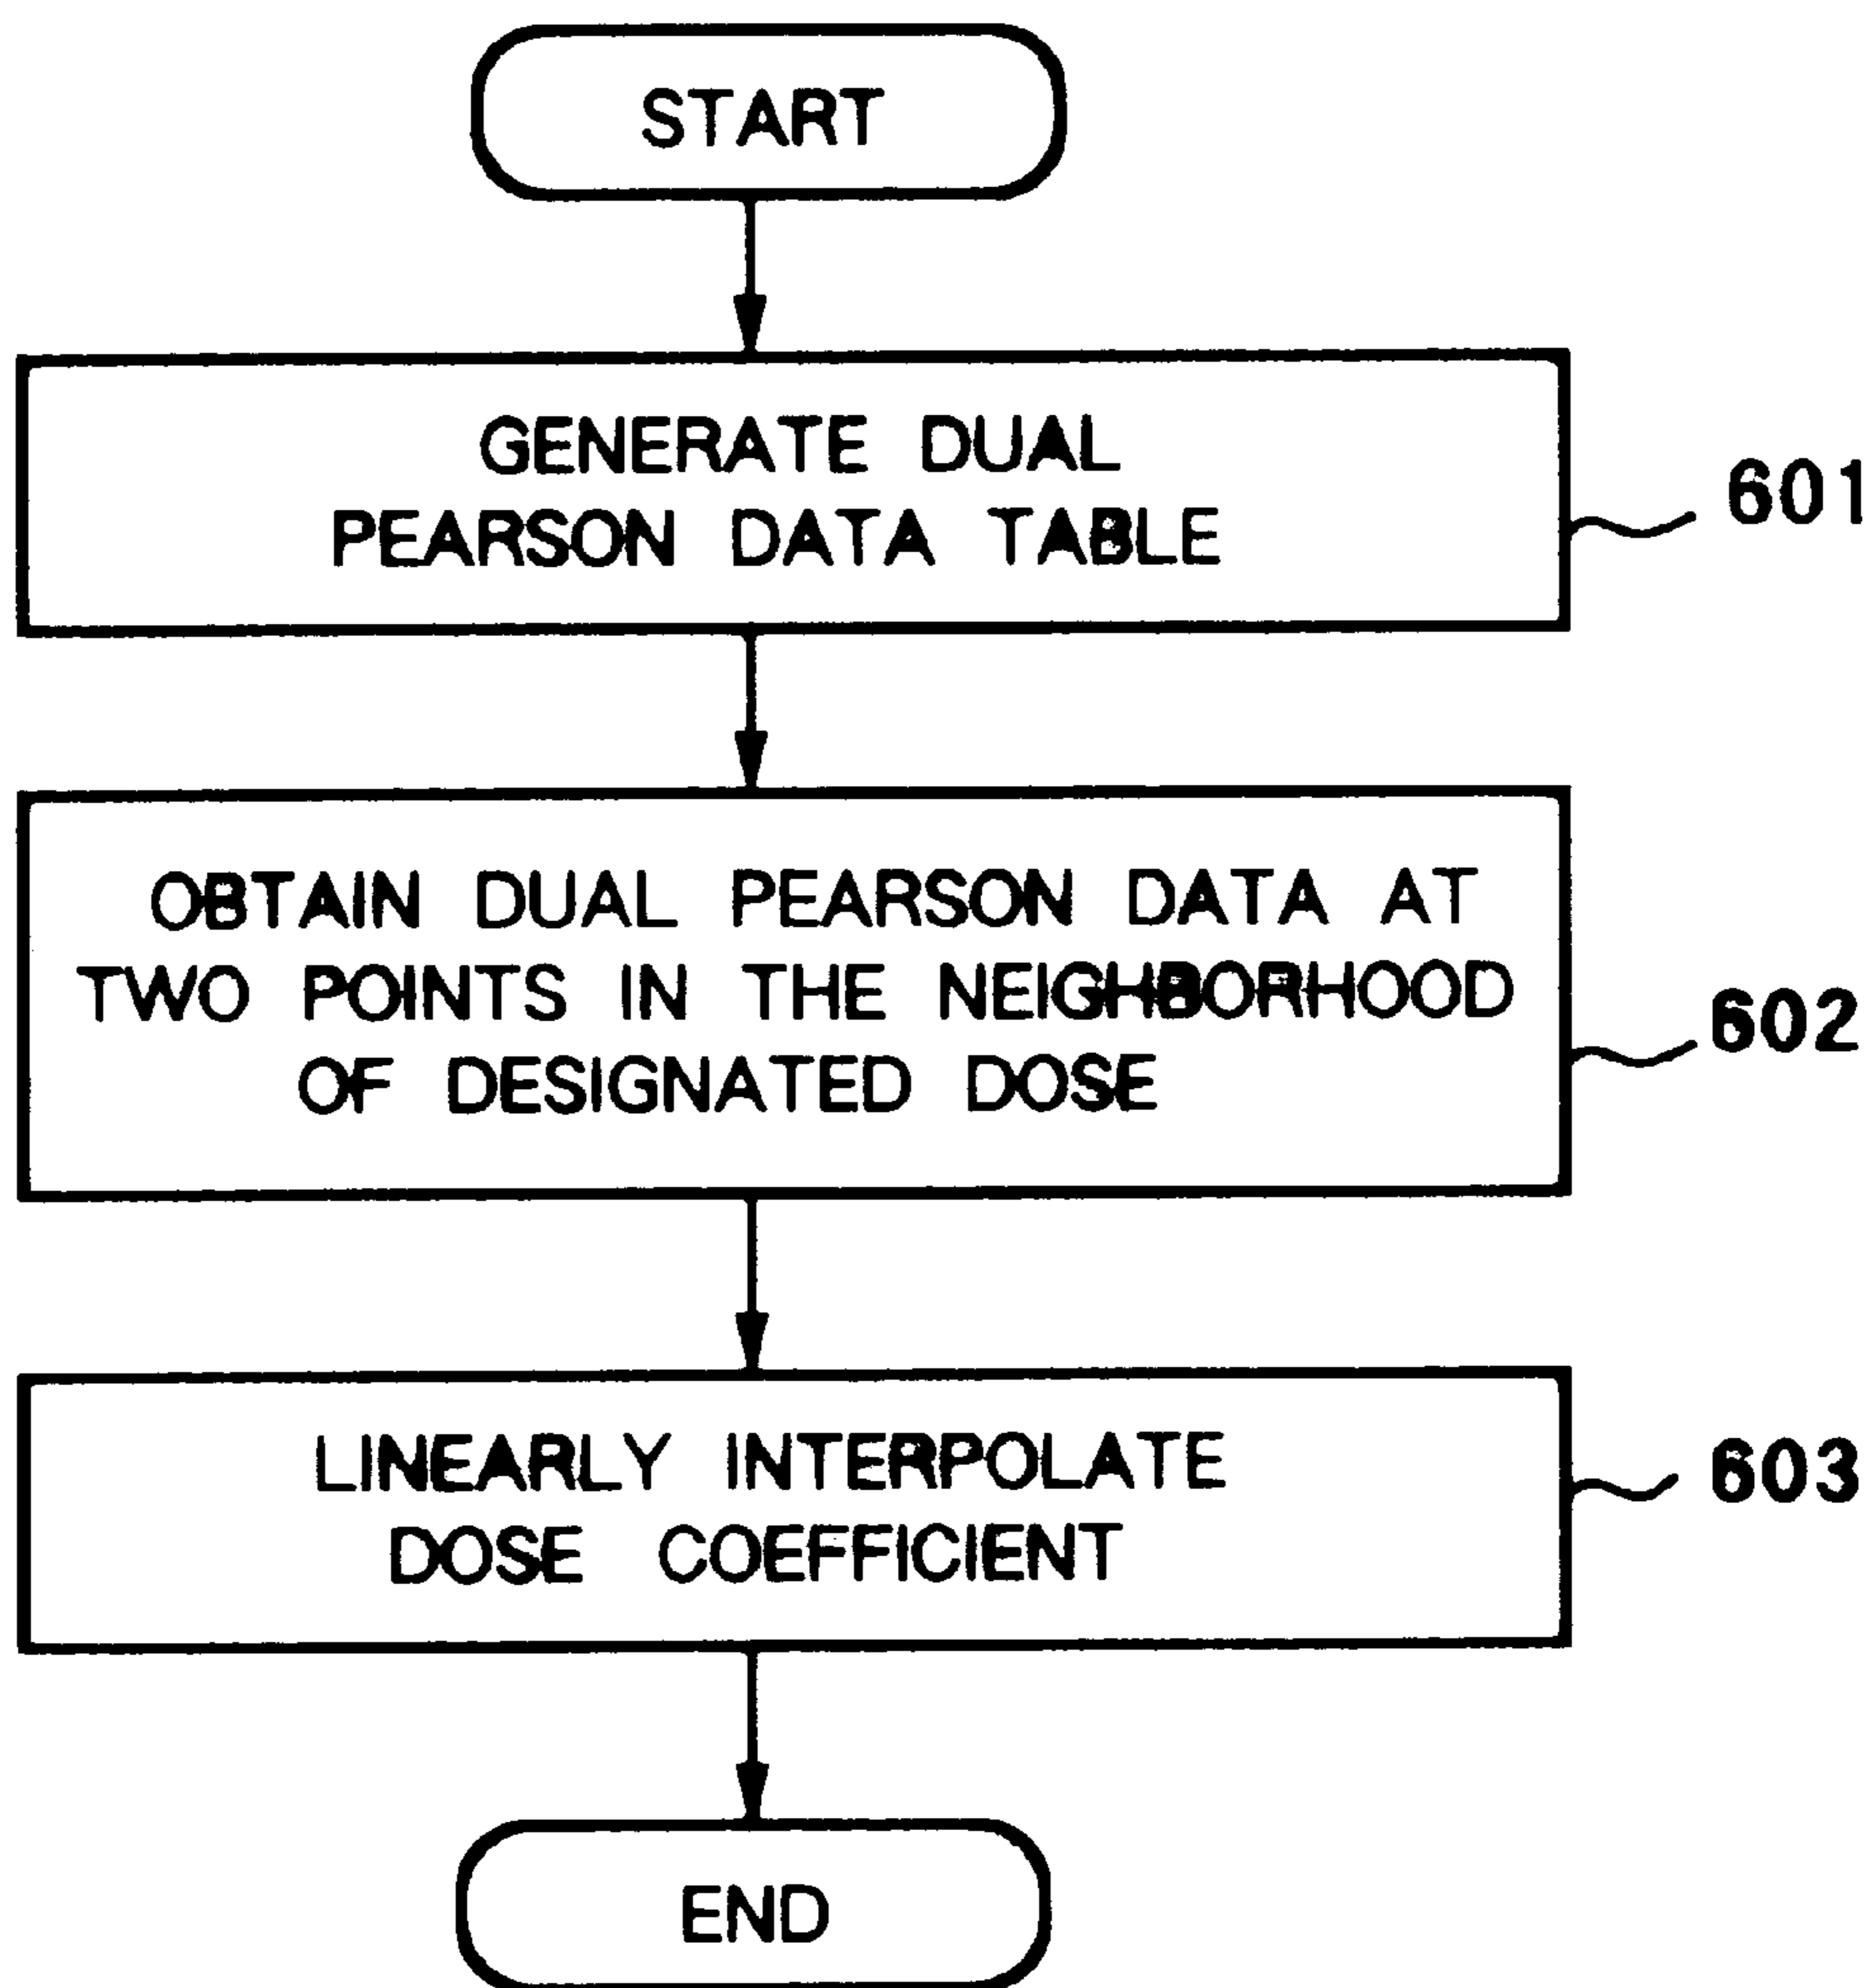 START
GENERATE DUAL
PEARSON DATA TABLE
601
OBTAIN DUAL PEARSON DATA AT
TWO POINTS IN THE NEIGHBORHOOD
OF DESIGNATED DOSE
602
LINEARLY INTERPOLATE
DOSE COEFFICIENT
603
END